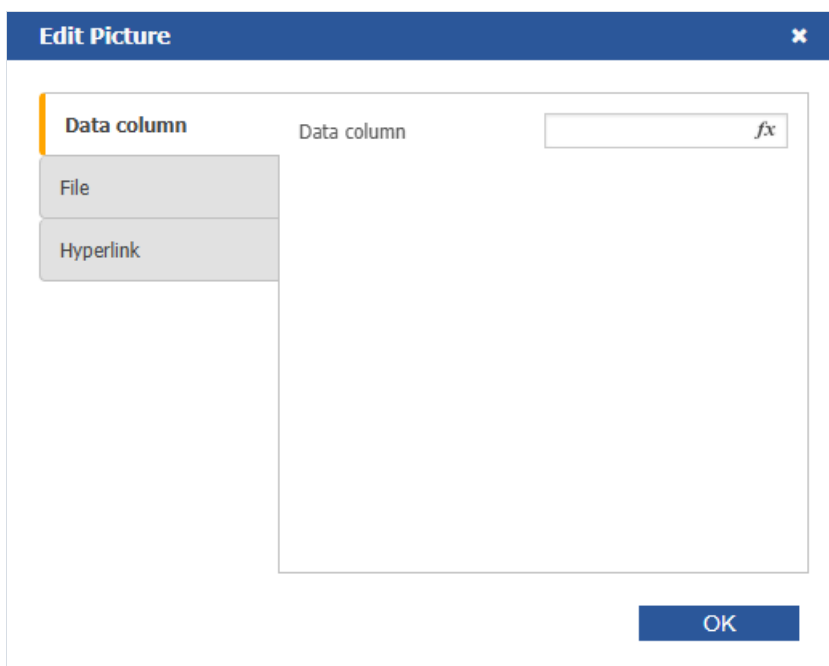 Edit Picture
Data column
Data column
fx
File
Hyperlink
OK